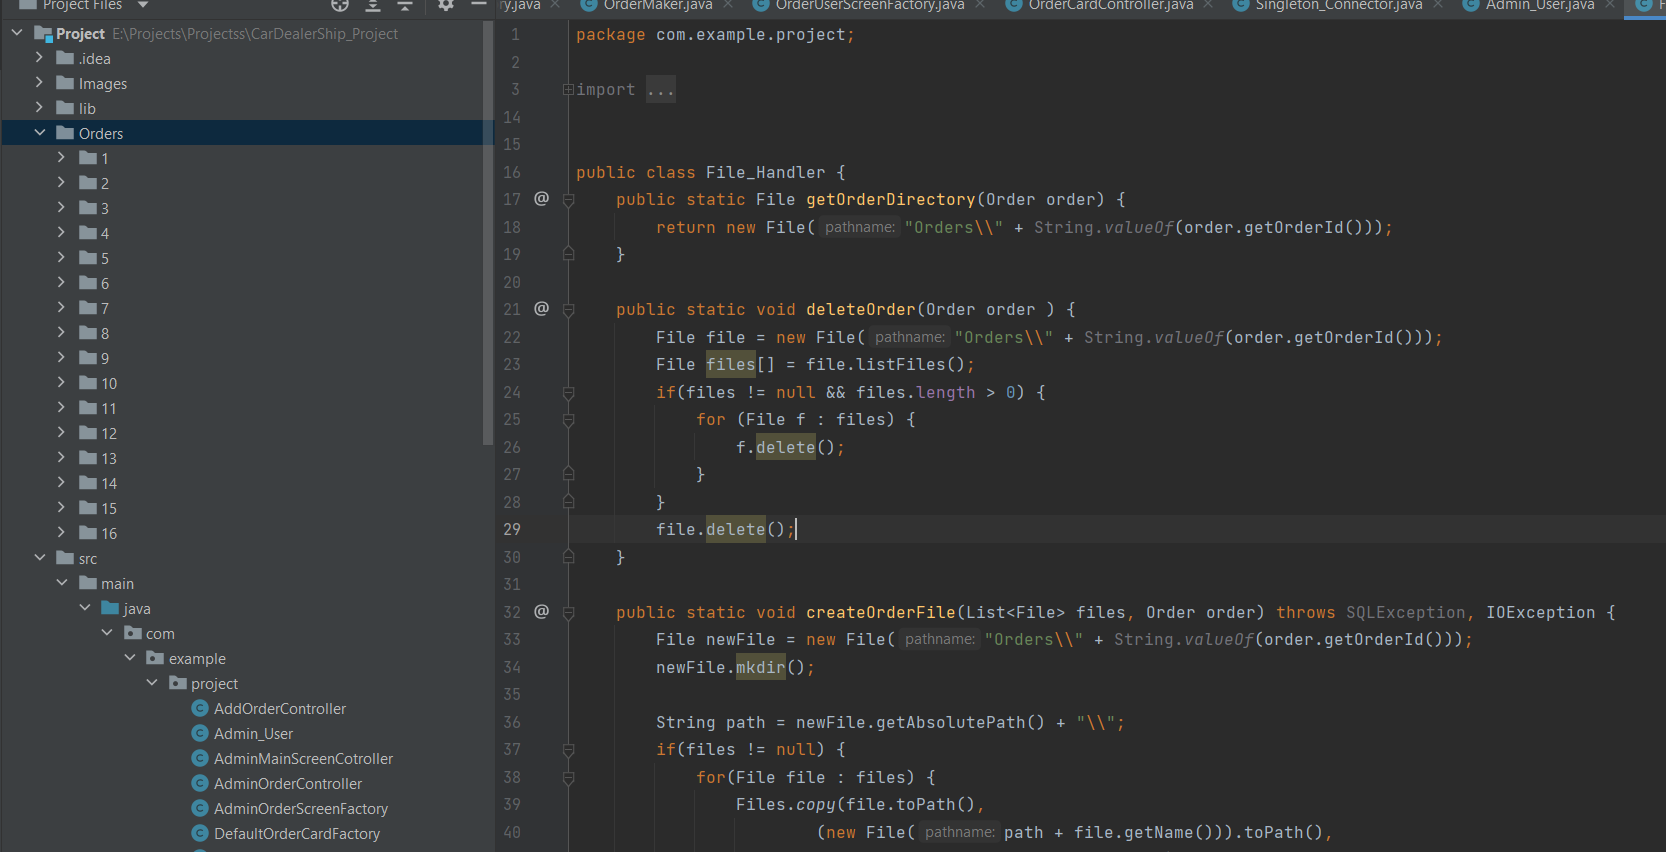 Project Files
ry.java
OrderMaker.java
OrderUserScreenFactory.java
OrderCardController.java
Singleton_Connector.java
Admin_User.java
Project E:\Projects\Projectss\CarDealerShip_Project
.idea
Images
lib
Orders
1
2
3
4
5
6
7
8
9
10
11
12
13
14
15
16
src
main
java
com
example
project
AddOrderController
Admin_User
AdminMainScreenCotroller
AdminOrderController
AdminOrderScreenFactory
DefaultOrderCardFactory
1 package com.example.project;
2
3 import ...
14
15
16 public class File_Handler {
17 @ public static File getOrderDirectory(Order order) {
18 return new File( pathname: "Orders\\" + String.valueOf(order.getOrderId()));
19 }
20
21 @ public static void deleteOrder(Order order ) {
22 File file = new File( pathname: "Orders\\" + String.valueOf(order.getOrderId()));
23 File files[] = file.listFiles();
24 if(files != null && files.length > 0) {
25 for (File f : files) {
26 f.delete();
27 }
28 }
29 file.delete();
30 }
31
32 @ public static void createOrderFile(List<File> files, Order order) throws SQLException, IOException {
33 File newFile = new File( pathname: "Orders\\" + String.valueOf(order.getOrderId()));
34 newFile.mkdir();
35
36 String path = newFile.getAbsolutePath() + "\\";
37 if(files != null) {
38 for(File file : files) {
39 Files.copy(file.toPath(),
40 (new File( pathname: path + file.getName())).toPath(),